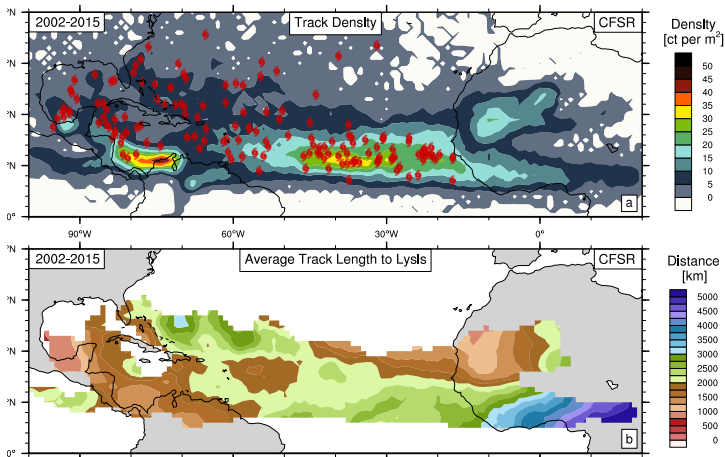 2002-2015 Track Density CFSR
Density
[ct per m²]
50
45
40
35
30
25
20
15
10
5
0
a
°N
°N
°N
°N
0°
90°W 60°W 30°W 0°
2002-2015 Average Track Length to Lysis CFSR
Distance
[km]
5000
4500
4000
3500
3000
2500
2000
1500
1000
500
0
b
°N
°N
°N
°N
0°